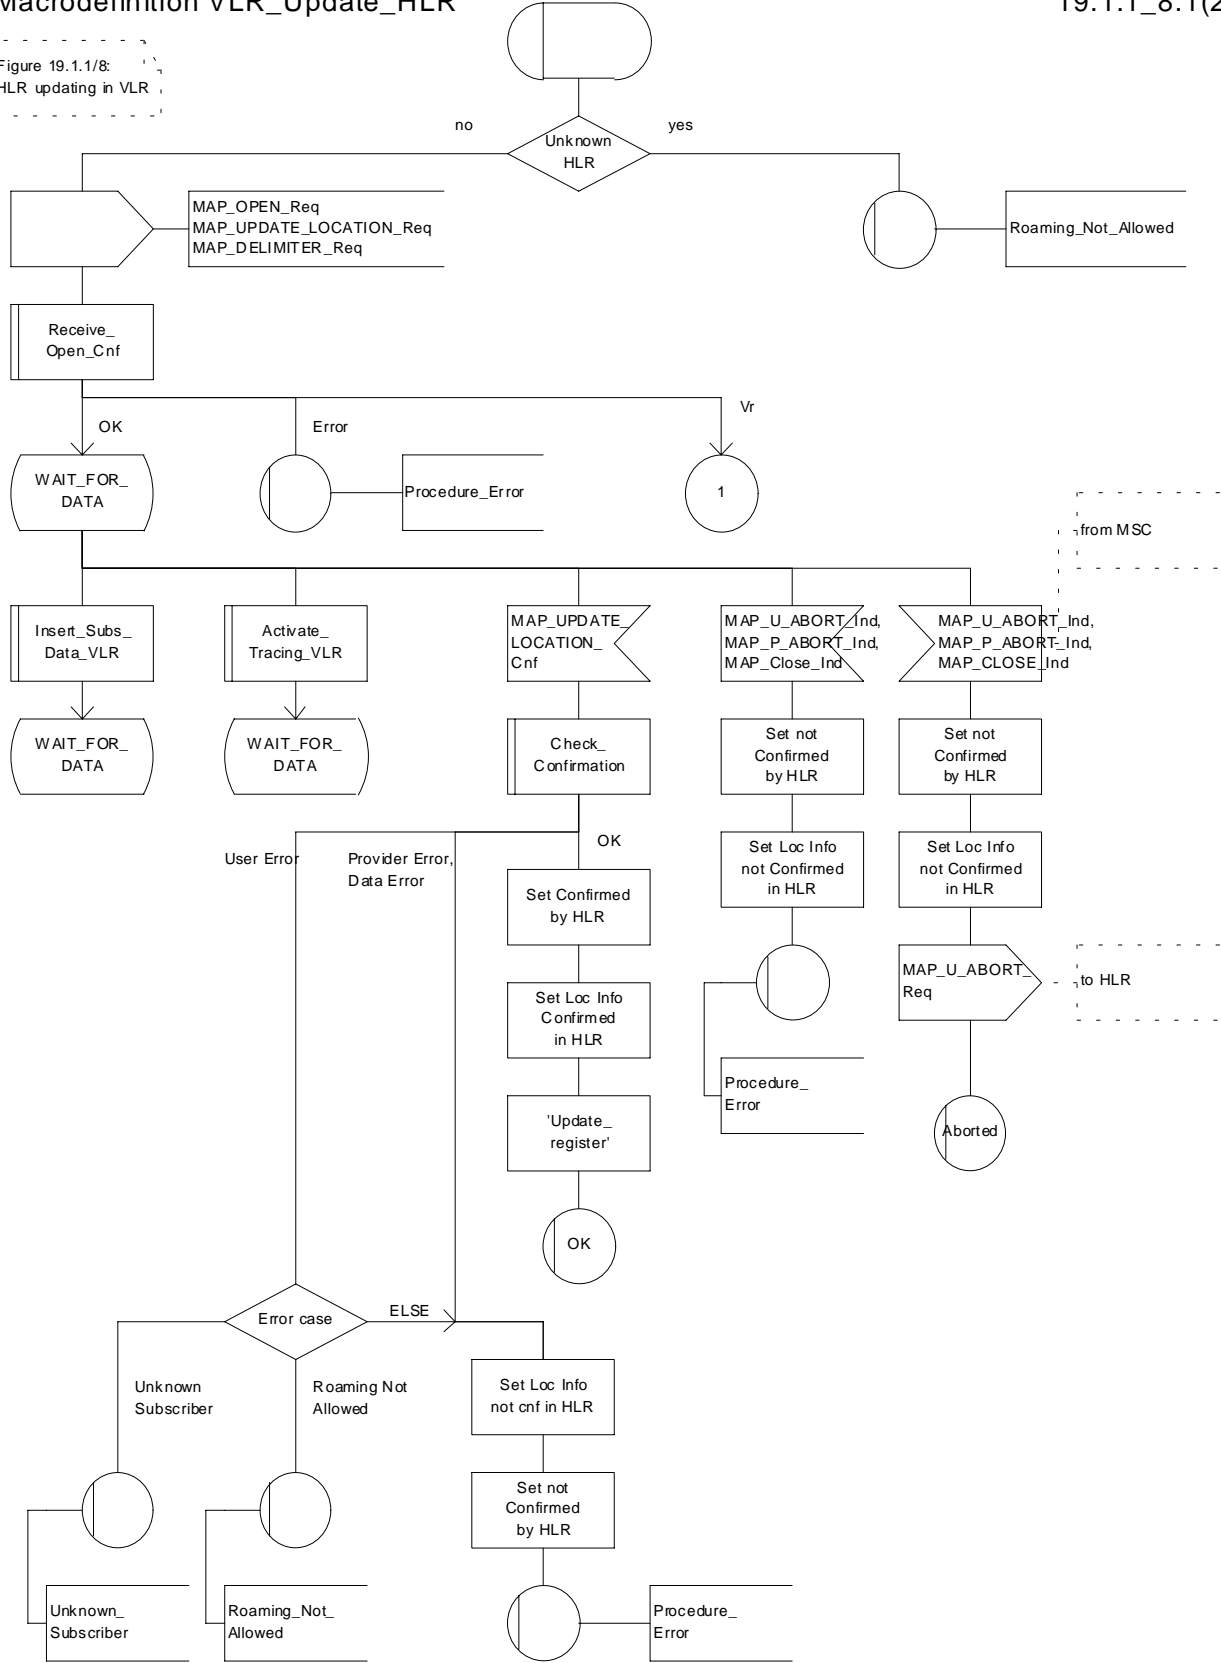 Macrodefinition VLR_Update_HLR
19.1.1_8.1(2
Figure 19.1.1/8:
HLR updating in VLR
no
yes
Unknown
HLR
MAP_OPEN_Req
MAP_UPDATE_LOCATION_Req
MAP_DELIMITER_Req
Roaming_Not_Allowed
Receive_
Open_Cnf
OK
Error
Vr
WAIT_FOR_
DATA
Procedure_Error
1
from MSC
Insert_Subs_
Data_VLR
Activate_
Tracing_VLR
MAP_UPDATE_
LOCATION_
Cnf
MAP_U_ABORT_Ind,
MAP_P_ABORT_Ind,
MAP_Close_Ind
MAP_U_ABORT_Ind,
MAP_P_ABORT_Ind,
MAP_CLOSE_Ind
WAIT_FOR_
DATA
WAIT_FOR_
DATA
Check_
Confirmation
Set not
Confirmed
by HLR
Set not
Confirmed
by HLR
User Error
Provider Error,
Data Error
OK
Set Loc Info
not Confirmed
in HLR
Set Loc Info
not Confirmed
in HLR
Set Confirmed
by HLR
MAP_U_ABORT_
Req
to HLR
Set Loc Info
Confirmed
in HLR
Procedure_
Error
'Update_
register'
Aborted
OK
Error case
ELSE
Unknown
Subscriber
Roaming Not
Allowed
Set Loc Info
not cnf in HLR
Set not
Confirmed
by HLR
Unknown_
Subscriber
Roaming_Not_
Allowed
Procedure_
Error